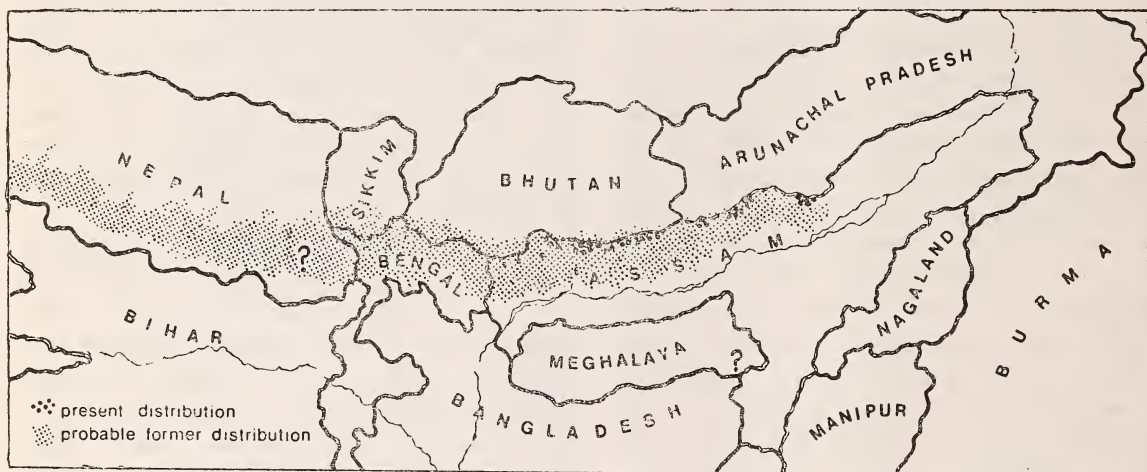 ARUNACHAL PRADESH
NEPAL
SIKKIM
BHUTAN
?
BENGAL
ASSAM
BIHAR
MEGHALAYA
?
NAGALAND
BURMA
BANGLADESH
MANIPUR
present distribution
probable former distribution